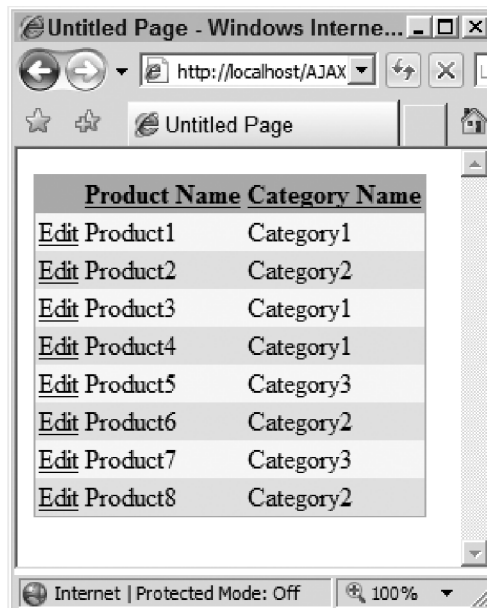 Untitled Page - Windows Interne...
http://localhost/AJAX
Untitled Page
Product Name Category Name
Edit Product1 Category1
Edit Product2 Category2
Edit Product3 Category1
Edit Product4 Category1
Edit Product5 Category3
Edit Product6 Category2
Edit Product7 Category3
Edit Product8 Category2
Internet | Protected Mode: Off 100%